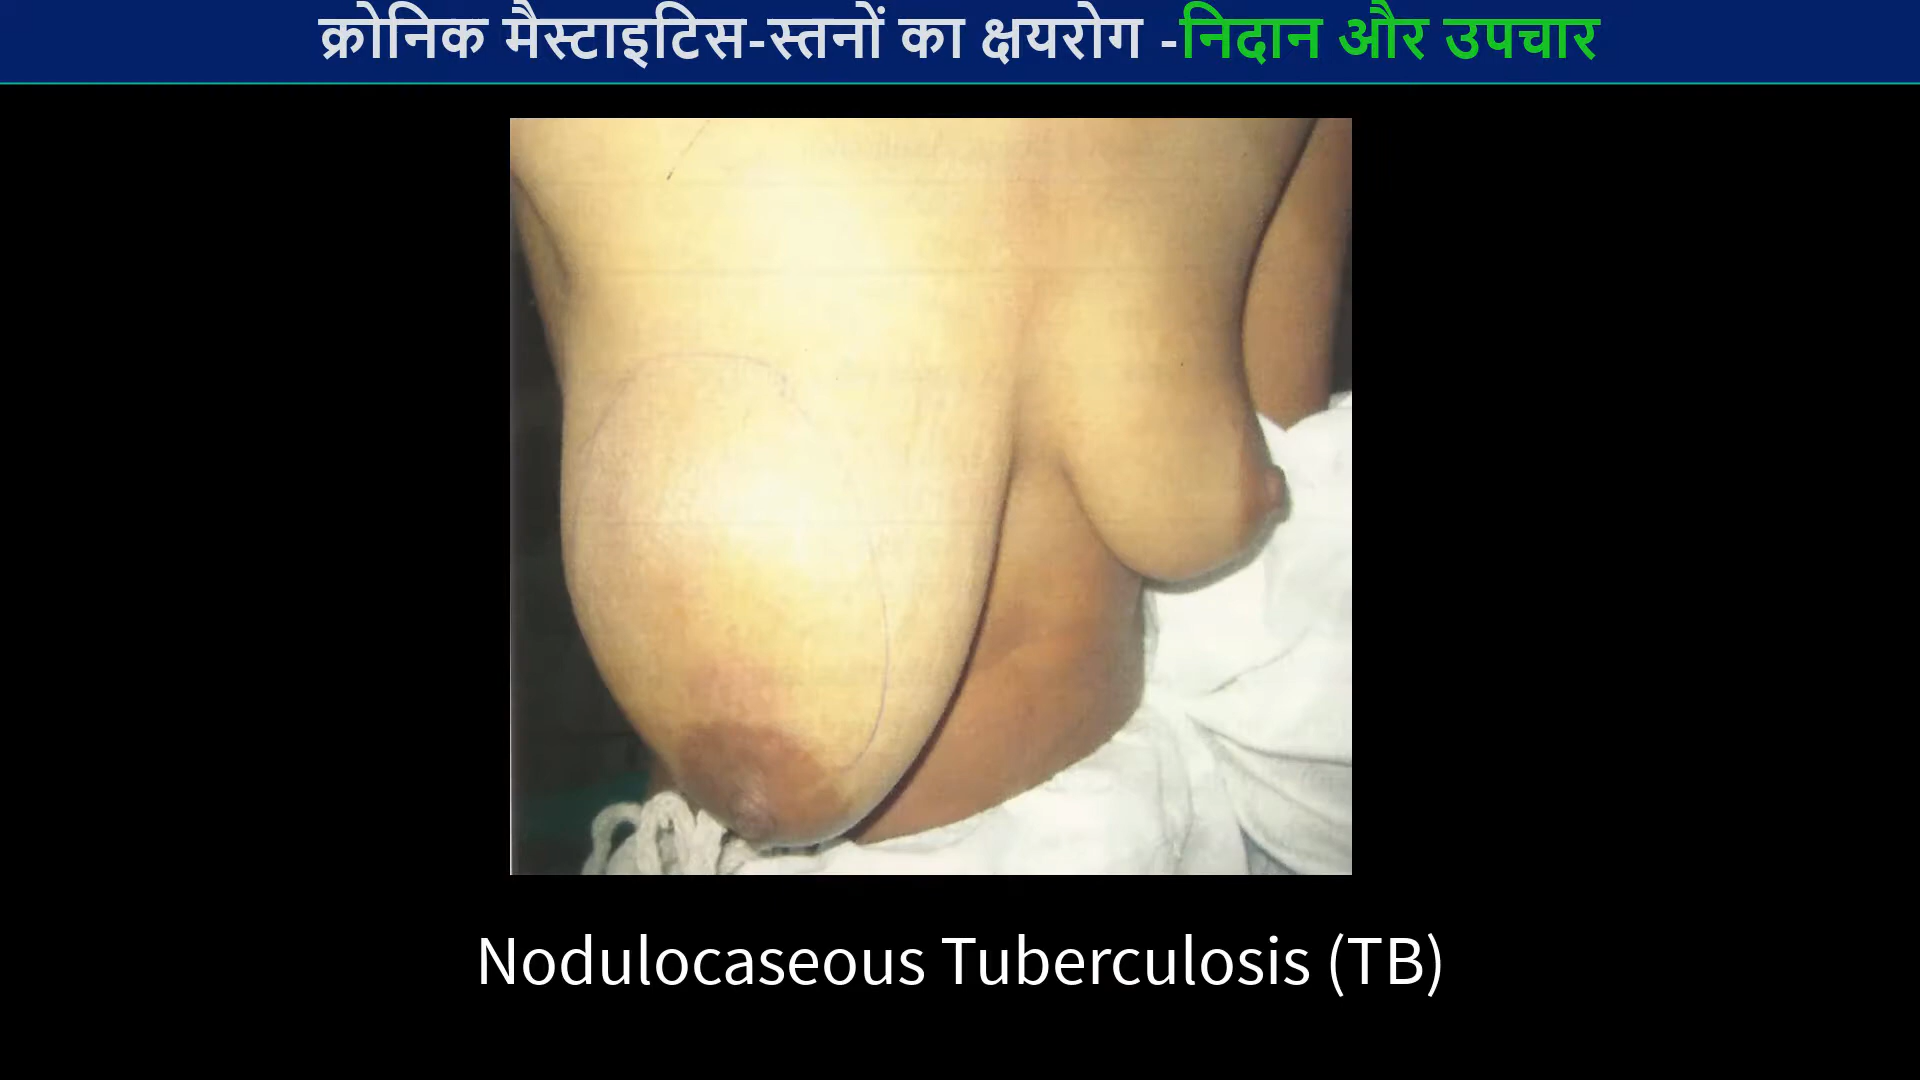 क्रोनिक मैस्टाइटिस-स्तनों का क्षयरोग -निदान और उपचार
Nodulocaseous Tuberculosis (TB)